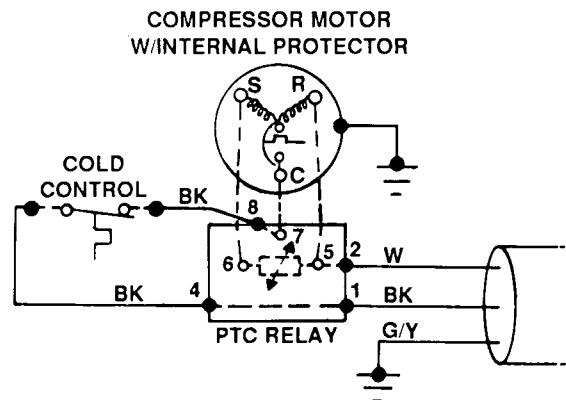 COMPRESSOR MOTOR
W/INTERNAL PROTECTOR
S R
C
COLD
CONTROL
BK
8
7
6 5 2 W
BK 4 1 BK
G/Y
PTC RELAY